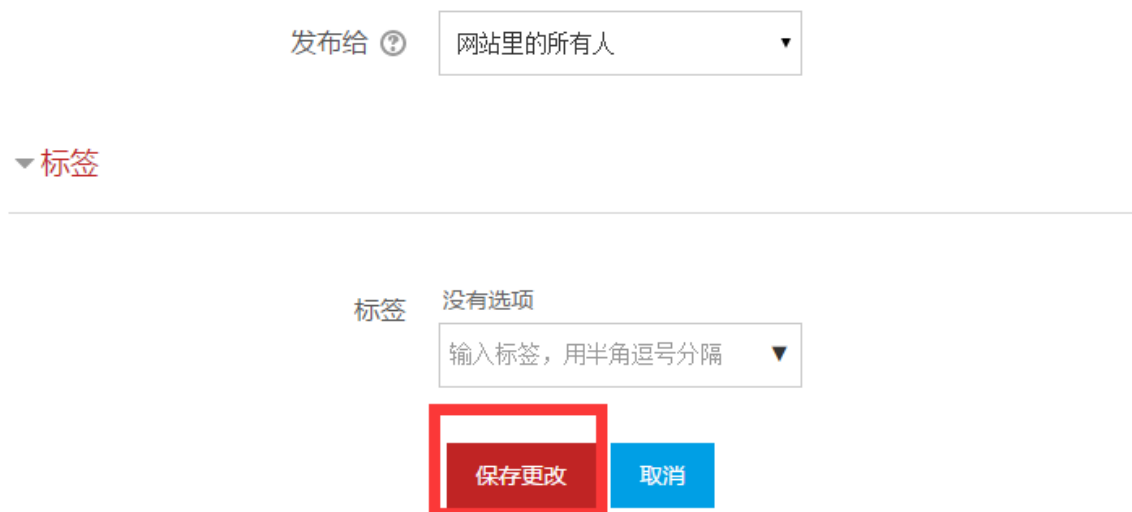 发布给
网站里的所有人
标签
标签
没有选项
输入标签，用半角逗号分隔
保存更改
取消